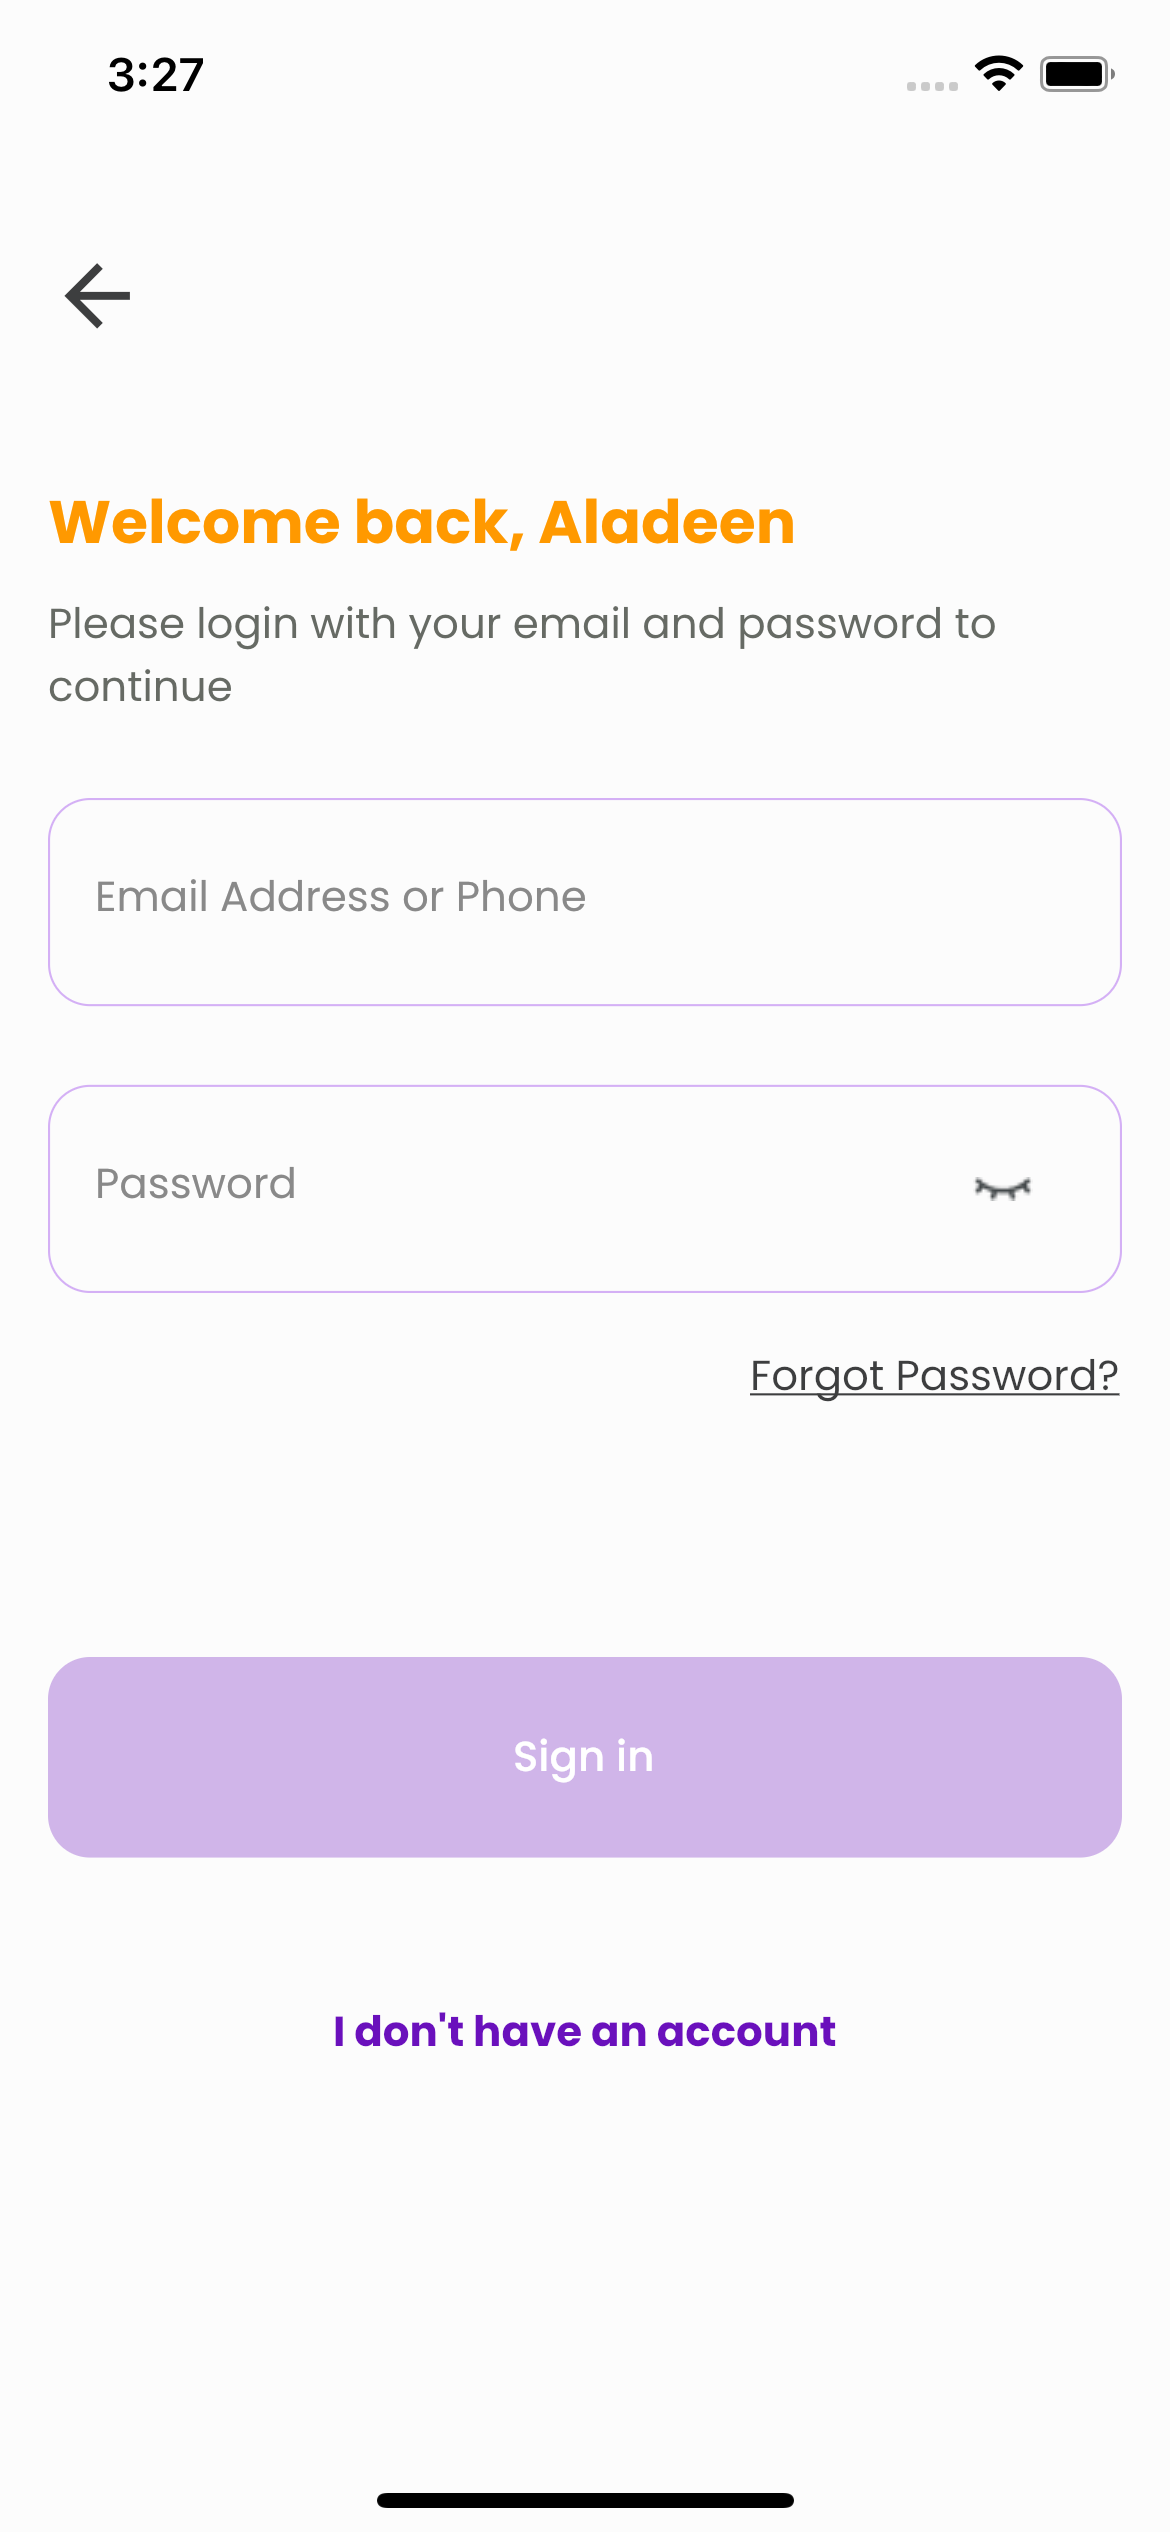 3:27
Welcome back, Aladeen
Please login with your email and password to
continue
Email Address or Phone
Password
Forgot Password?
Sign in
I don't have an account